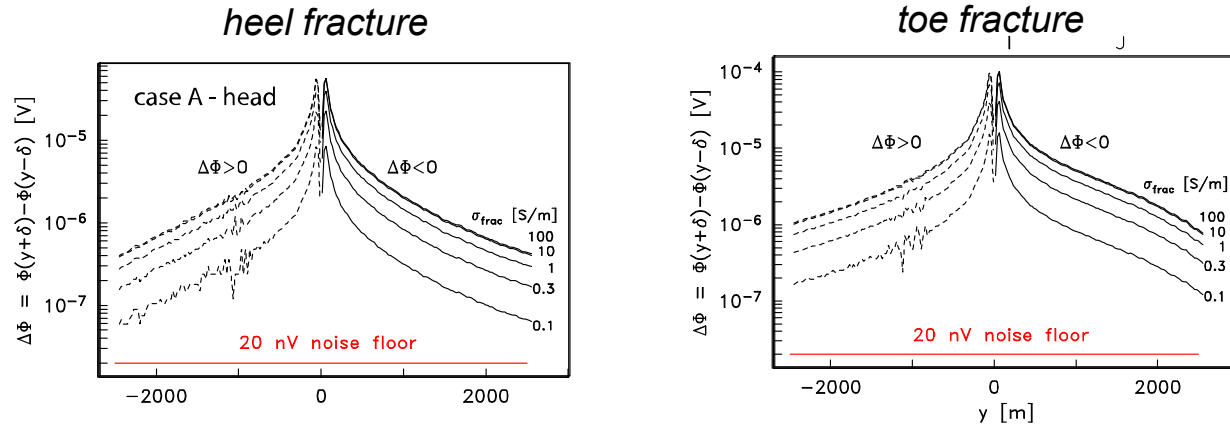 heel fracture
case A - head
ΔΦ>0
ΔΦ<0
σfrac [S/m]
100
10
1
0.3
0.1
20 nV noise floor
10⁻⁵
10⁻⁶
10⁻⁷
ΔΦ = Φ(y+δ)-Φ(y-δ) [V]
-2000
0
2000
toe fracture
I J
ΔΦ>0
ΔΦ<0
σfrac [S/m]
100
10
1
0.3
0.1
20 nV noise floor
10⁻⁴
10⁻⁵
10⁻⁶
10⁻⁷
ΔΦ = Φ(y+δ)-Φ(y-δ) [V]
-2000
0
2000
y [m]